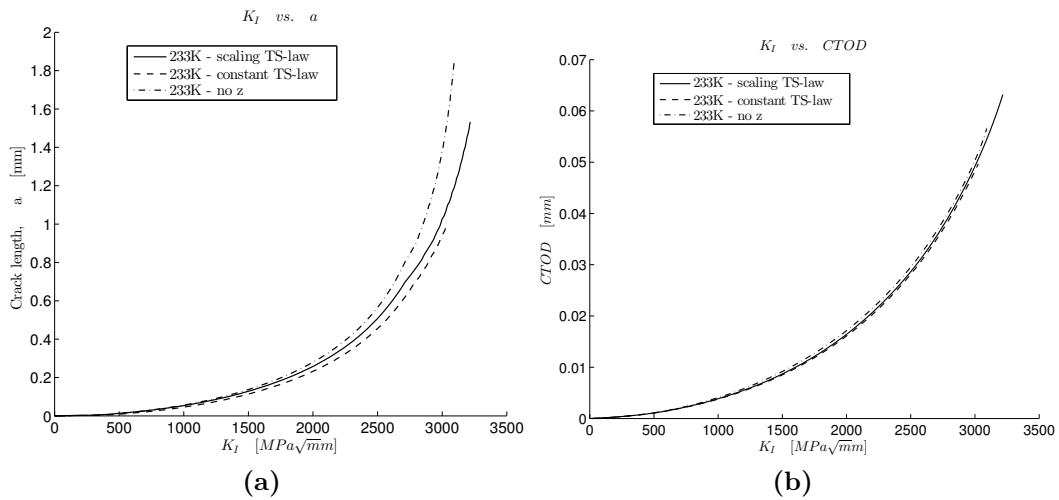 K_I vs. a
2
1.8
1.6
1.4
1.2
1
0.8
0.6
0.4
0.2
0
Crack length, a [mm]
233K - scaling TS-law
233K - constant TS-law
233K - no z
0 500 1000 1500 2000 2500 3000 3500
K_I [MPa√mm]
(a)
K_I vs. CTOD
0.07
0.06
0.05
0.04
0.03
0.02
0.01
0
CTOD [mm]
233K - scaling TS-law
233K - constant TS-law
233K - no z
0 500 1000 1500 2000 2500 3000 3500
K_I [MPa√mm]
(b)